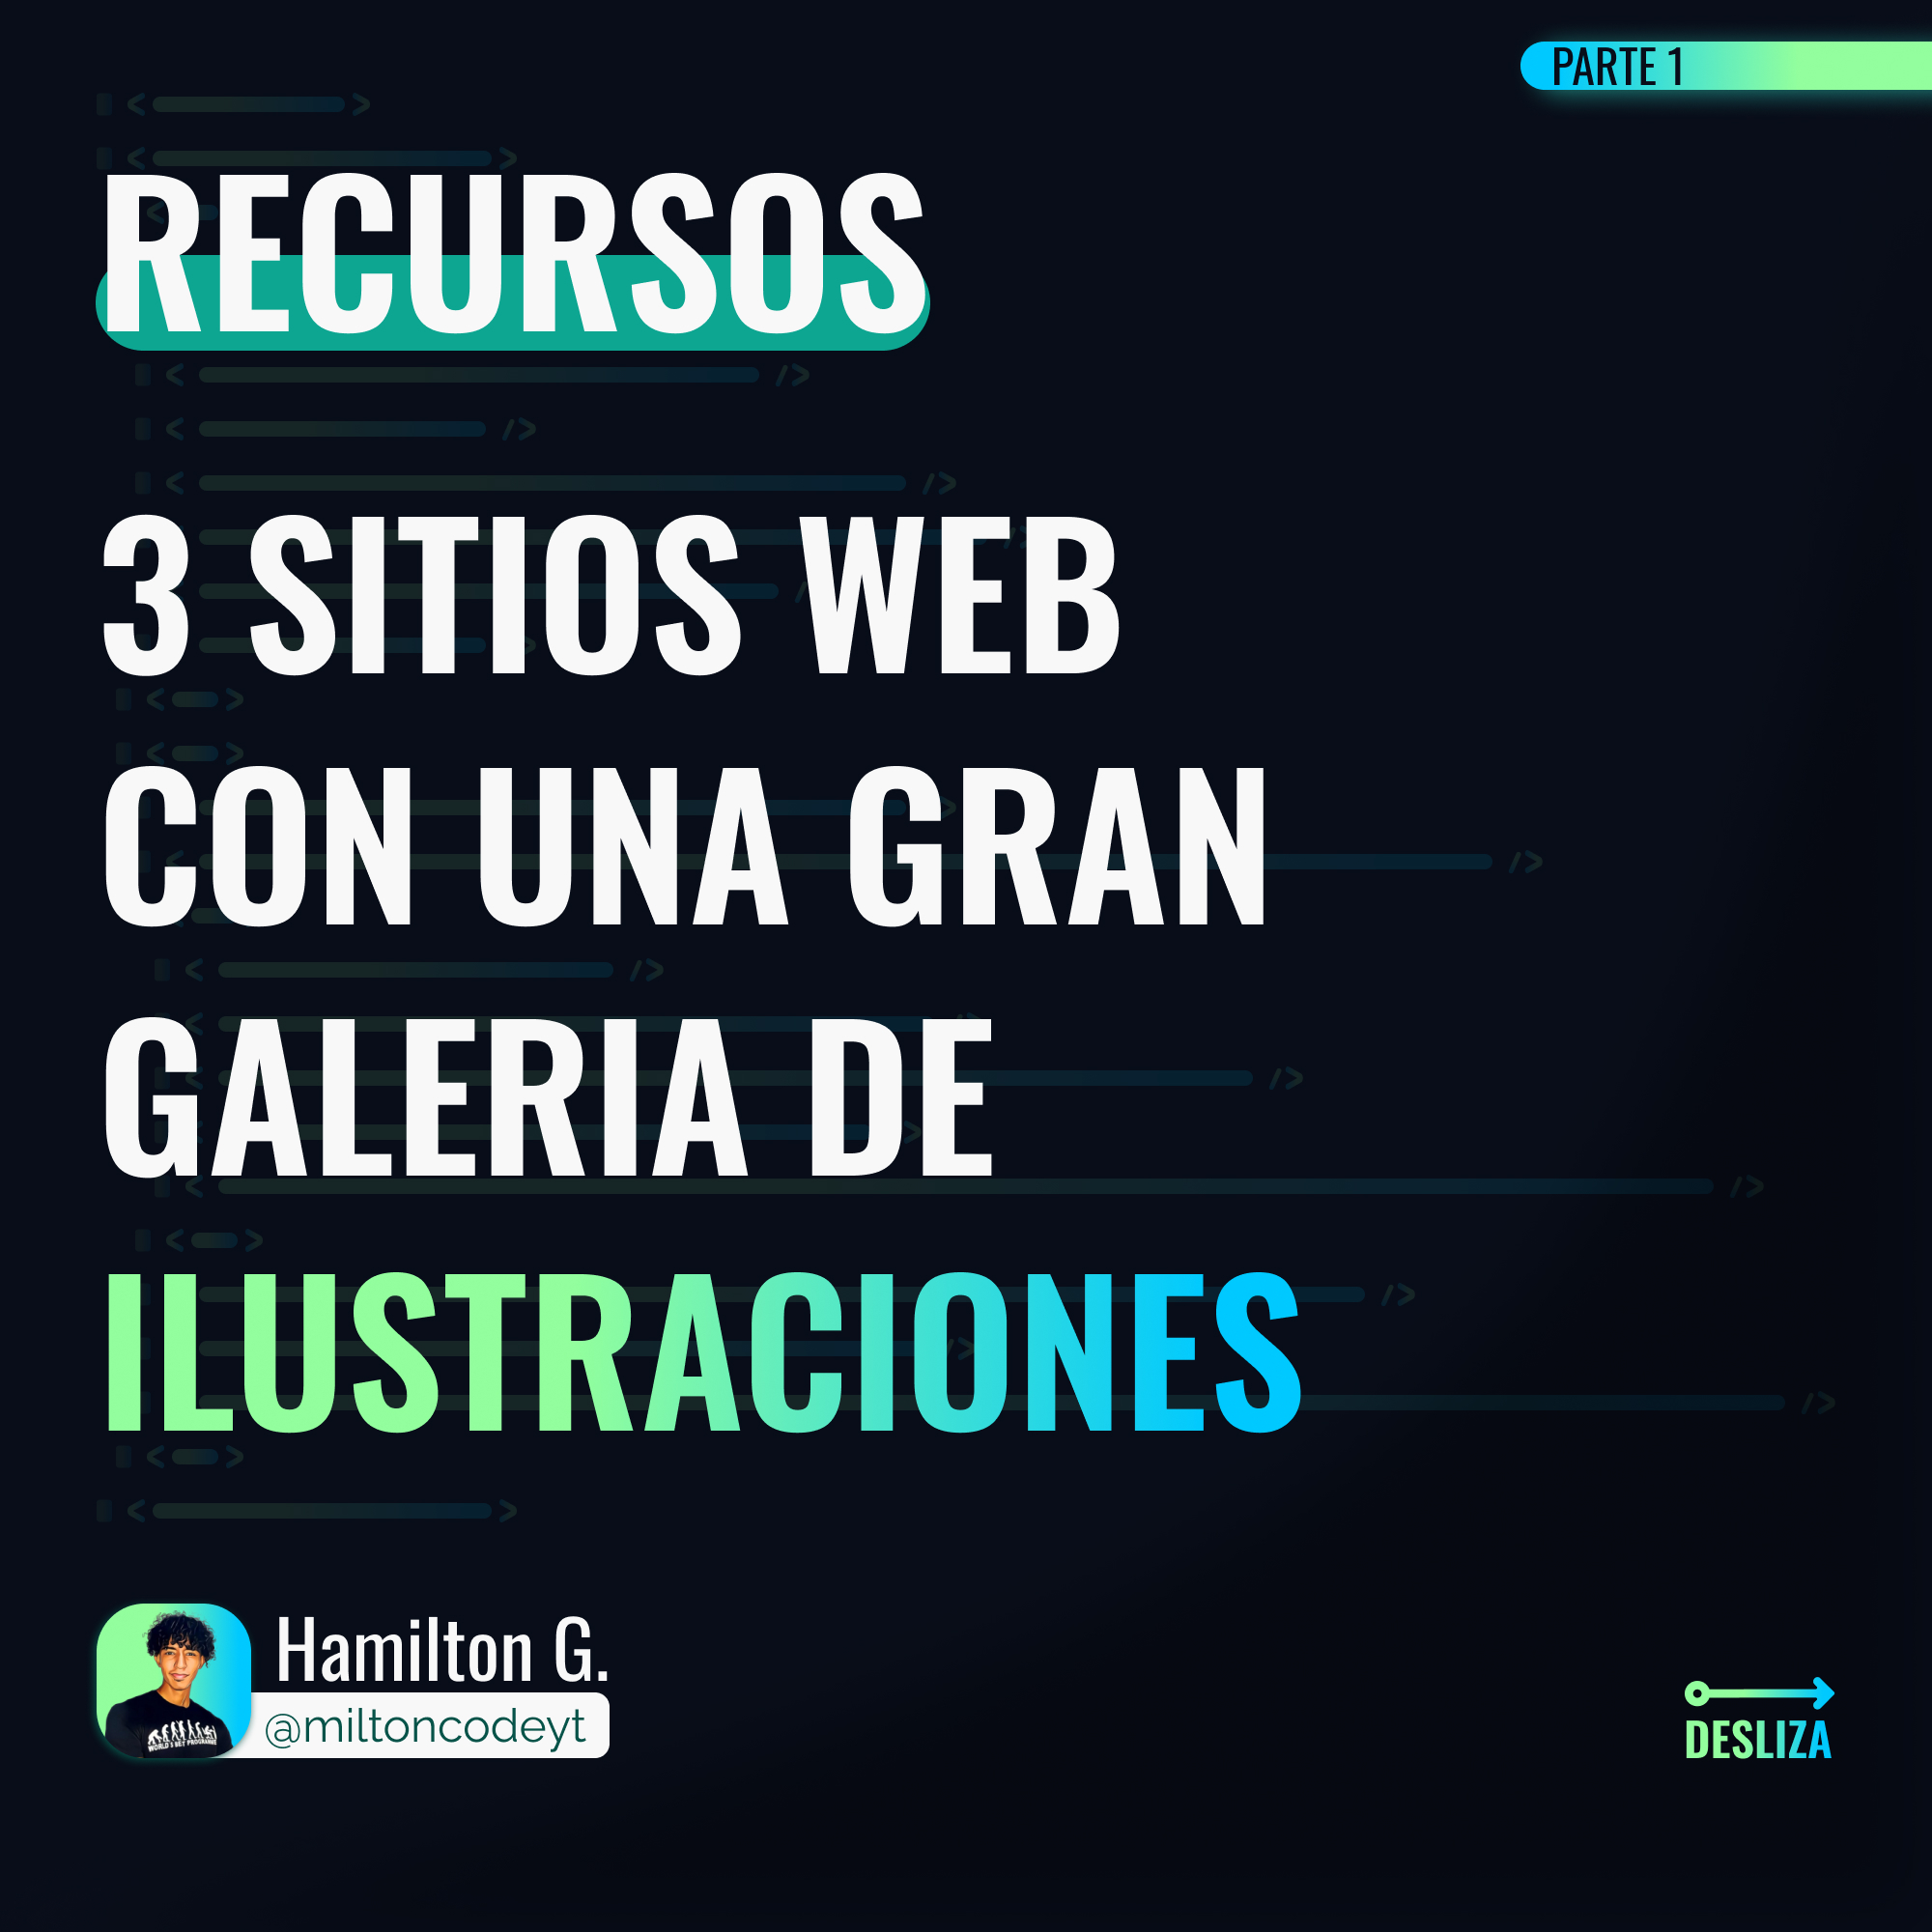 PARTE 1
RECURSOS
3 SITIOS WEB
CON UNA GRAN
GALERIA DE
ILUSTRACIONES
Hamilton G.
@miltoncodeyt
DESLIZA